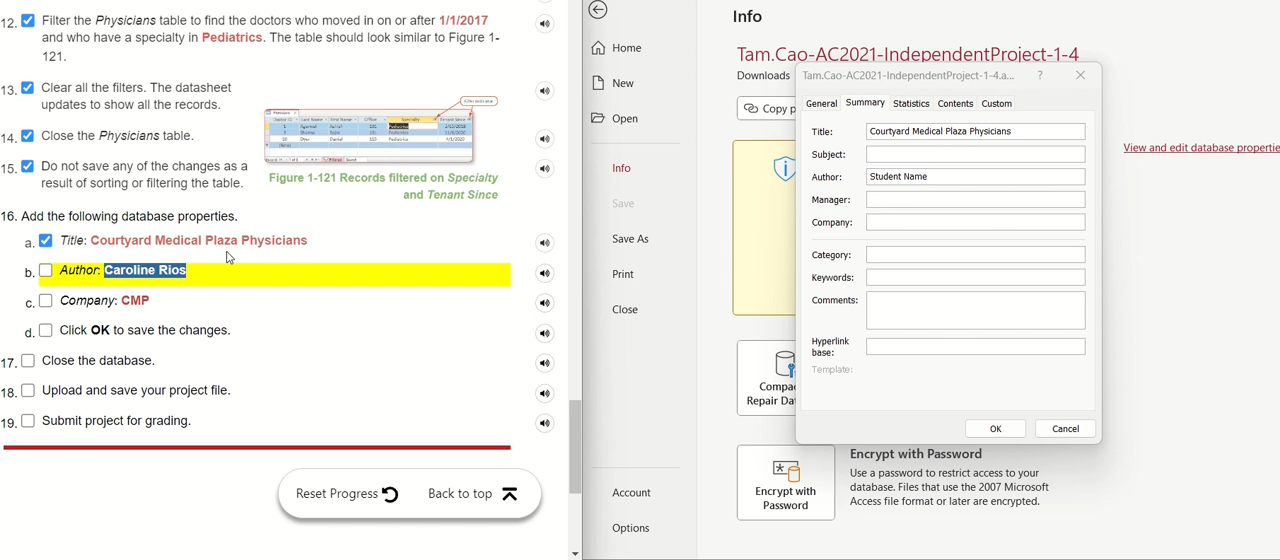 12. Filter the Physicians table to find the doctors who moved in on or after 1/1/2017
and who have a specialty in Pediatrics. The table should look similar to Figure 1-
121.
13. Clear all the filters. The datasheet
updates to show all the records.
14. Close the Physicians table.
15. Do not save any of the changes as a
result of sorting or filtering the table.
Figure 1-121 Records filtered on Specialty
and Tenant Since
16. Add the following database properties.
a. Title: Courtyard Medical Plaza Physicians
b. Author: Caroline Rios
c. Company: CMP
d. Click OK to save the changes.
17. Close the database.
18. Upload and save your project file.
19. Submit project for grading.
Reset Progress
Back to top
Home
New
Open
Info
Save
Save As
Print
Close
Account
Options
Info
Tam.Cao-AC2021-IndependentProject-1-4
Downloads
Copy p
Compac
Repair Dat
Encrypt with
Password
Encrypt with Password
Use a password to restrict access to your
database. Files that use the 2007 Microsoft
Access file format or later are encrypted.
View and edit database propertie
Tam.Cao-AC2021-IndependentProject-1-4.a... ?
General Summary Statistics Contents Custom
Title: Courtyard Medical Plaza Physicians
Subject:
Author: Student Name
Manager:
Company:
Category:
Keywords:
Comments:
Hyperlink
base:
Template:
OK Cancel